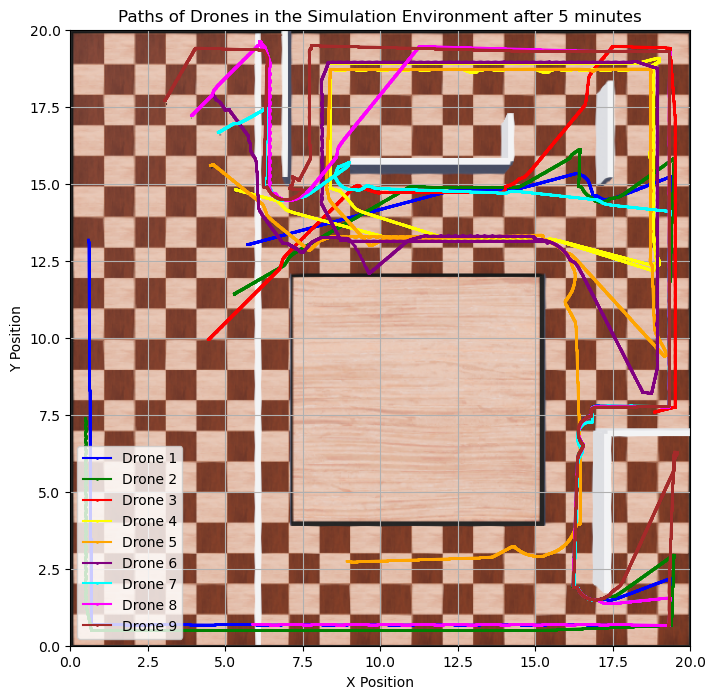 Paths of Drones in the Simulation Environment after 5 minutes
Y Position
20.0
17.5
15.0
12.5
10.0
7.5
5.0
2.5
0.0
Drone 1
Drone 2
Drone 3
Drone 4
Drone 5
Drone 6
Drone 7
Drone 8
Drone 9
0.0 2.5 5.0 7.5 10.0 12.5 15.0 17.5 20.0
X Position